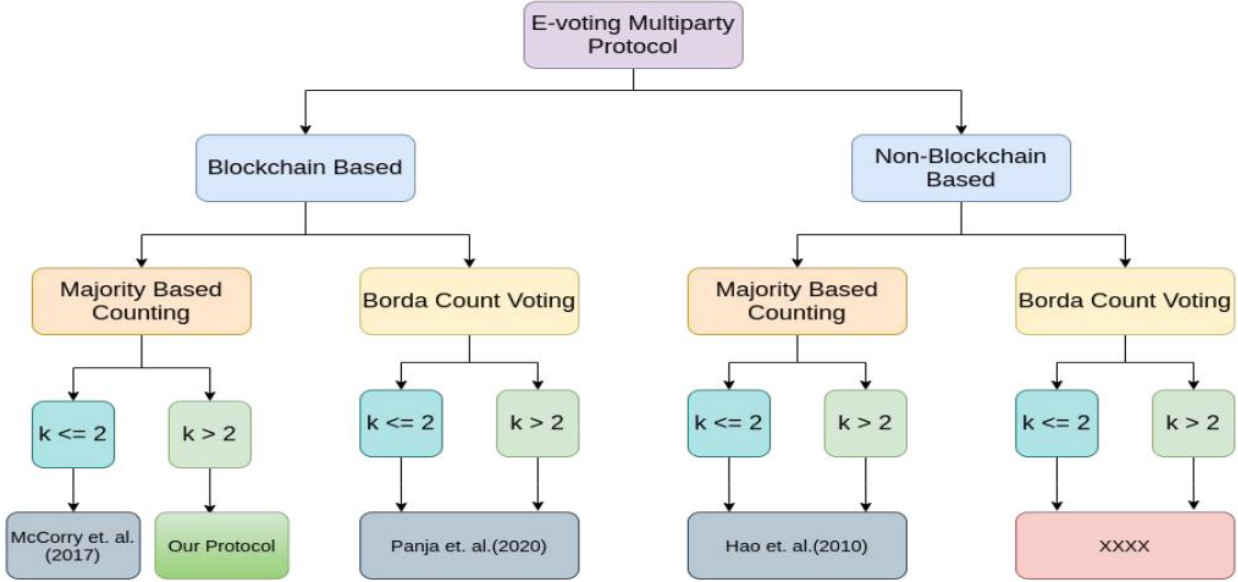 E-voting Multiparty
Protocol
Blockchain Based
Non-Blockchain
Based
Majority Based
Counting
Borda Count Voting
Majority Based
Counting
Borda Count Voting
k <= 2
k > 2
k <= 2
k > 2
k <= 2
k > 2
k <= 2
k > 2
McCorry et. al.
(2017)
Our Protocol
Panja et. al.(2020)
Hao et. al.(2010)
XXXX